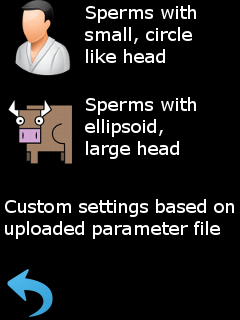 Sperms with
small, circle
like head
Sperms with
ellipsoid,
large head
Custom settings based on
uploaded parameter file